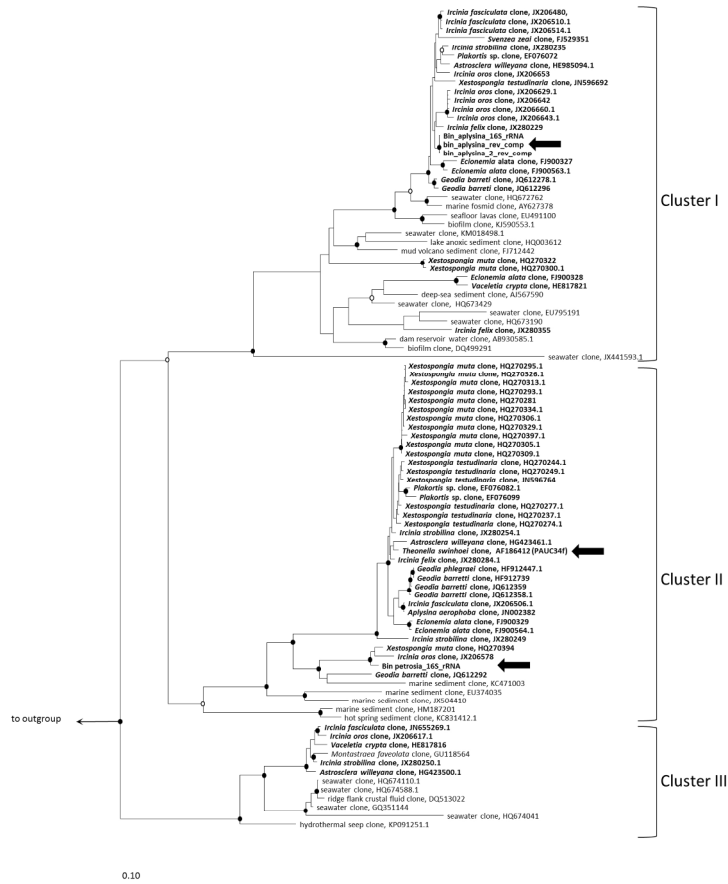 Ircinia fasciculata clone, JX206480,
Ircinia fasciculata clone, JX206510.1
Ircinia fasciculata clone, JX206514.1
Svenzea zeai clone, FJ529351
Ircinia strobilina clone, JX280235
Plakortis sp. clone, EF076072
Astrosclera willeyana clone, HE985094.1
Ircinia oros clone, JX206653
Xestospongia testudinaria clone, JN596692
Ircinia oros clone, JX206629.1
Ircinia oros clone, JX206642
Ircinia oros clone, JX206660.1
Ircinia oros clone, JX206643.1
Ircinia felix clone, JX280229
Bin_aplysina_16S_rRNA
bin_aplysina_rev_comp
bin_aplysina_2_rev_comp
Ecionemia alata clone, FJ900327
Ecionemia alata clone, FJ900563.1
Geodia barreti clone, JQ612278.1
Geodia barreti clone, JQ612296
seawater clone, HQ672762
marine fosmid clone, AY627378
seafloor lavas clone, EU491100
biofilm clone, KJ590553.1
seawater clone, KM018498.1
lake anoxic sediment clone, HQ003612
mud volcano sediment clone, FJ712442
Xestospongia muta clone, HQ270322
Xestospongia muta clone, HQ270300.1
Ecionemia alata clone, FJ900328
Vaceletia clone, HE817821
deep-sea sediment clone, AJ567590
seawater clone, HQ673429
seawater clone, EU795191
seawater clone, HQ673190
Ircinia felix clone, JX280355
dam reservoir water clone, AB930585.1
biofilm clone, DQ499291
seawater clone, JX441593.1
Cluster I
Xestospongia muta clone, HQ270295.1
Xestospongia muta clone, HQ270326.1
Xestospongia muta clone, HQ270313.1
Xestospongia muta clone, HQ270293.1
Xestospongia muta clone, HQ270281
Xestospongia muta clone, HQ270334.1
Xestospongia muta clone, HQ270306.1
Xestospongia muta clone, HQ270329.1
Xestospongia muta clone, HQ270397.1
Xestospongia muta clone, HQ270305.1
Xestospongia muta clone, HQ270309.1
Xestospongia testudinaria clone, HQ270244.1
Xestospongia testudinaria clone, HQ270249.1
Xestospongia testudinaria clone, JN596764
Plakortis sp. clone, EF076082.1
Plakortis sp. clone, EF076099
Xestospongia testudinaria clone, HQ270277.1
Xestospongia testudinaria clone, HQ270237.1
Xestospongia testudinaria clone, HQ270274.1
Ircinia strobilina clone, JX280254.1
Astrosclera willeyana clone, HG423461.1
Theonella swinhoei clone, AF186412 (PAUC34f)
Ircinia felix clone, JX280284.1
Geodia phlegraei clone, HF912447.1
Geodia barretti clone, HF912739
Geodia barretti clone, JQ612359
Geodia barretti clone, JQ612358.1
Ircinia fasciculata clone, JX206506.1
Aplysina aerophoba clone, JN002382
Ecionemia alata clone, FJ900329
Ecionemia alata clone, FJ900564.1
Ircinia strobilina clone, JX280249
Xestospongia muta clone, HQ270394
Ircinia oros clone, JX206578
Bin petrosia_16S_rRNA
Geodia barretti clone, JQ612292
marine sediment clone, KC471003
marine sediment clone, EU374035
marine sediment clone, JX504410
marine sediment clone, HM187201
hot spring sediment clone, KC831412.1
Cluster II
to outgroup
Ircinia fasciculata clone, JN655269.1
Ircinia oros clone, JX206617.1
Vaceletia crypta clone, HE817816
Montastraea faveolata clone, GU118564
Ircinia strobilina clone, JX280250.1
Astrosclera willeyana clone, HG423500.1
seawater clone, HQ674110.1
seawater clone, HQ674588.1
ridge flank crustal fluid clone, DQ513022
seawater clone, GQ351144
seawater clone, HQ674041
hydrothermal seep clone, KP091251.1
Cluster III
0.10